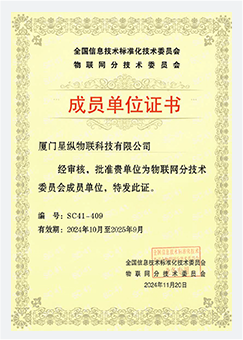 全国信息技术标准化技术委员会
物联网分技术委员会
成员单位证书
厦门星纵物联科技有限公司
经审核，批准贵单位为物联网分技术
委员会成员单位，特发此证。
编 号：SC41-409
有效期：2024年10月至2025年9月
全国信息技术标准化技术委员会
物联网分技术委员会
2024年11月20日